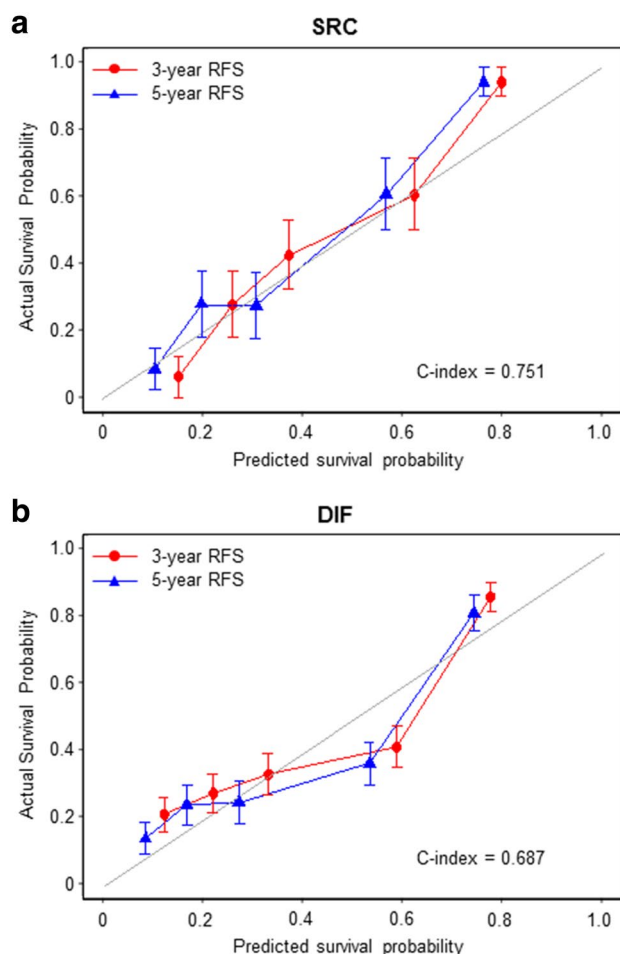 a
SRC
3-year RFS
5-year RFS
1.0
0.8
0.6
0.4
0.2
0
Actual Survival Probability
C-index = 0.751
0 0.2 0.4 0.6 0.8 1.0
Predicted survival probability
b
DIF
3-year RFS
5-year RFS
1.0
0.8
0.6
0.4
0.2
0
Actual Survival Probability
C-index = 0.687
0 0.2 0.4 0.6 0.8 1.0
Predicted survival probability